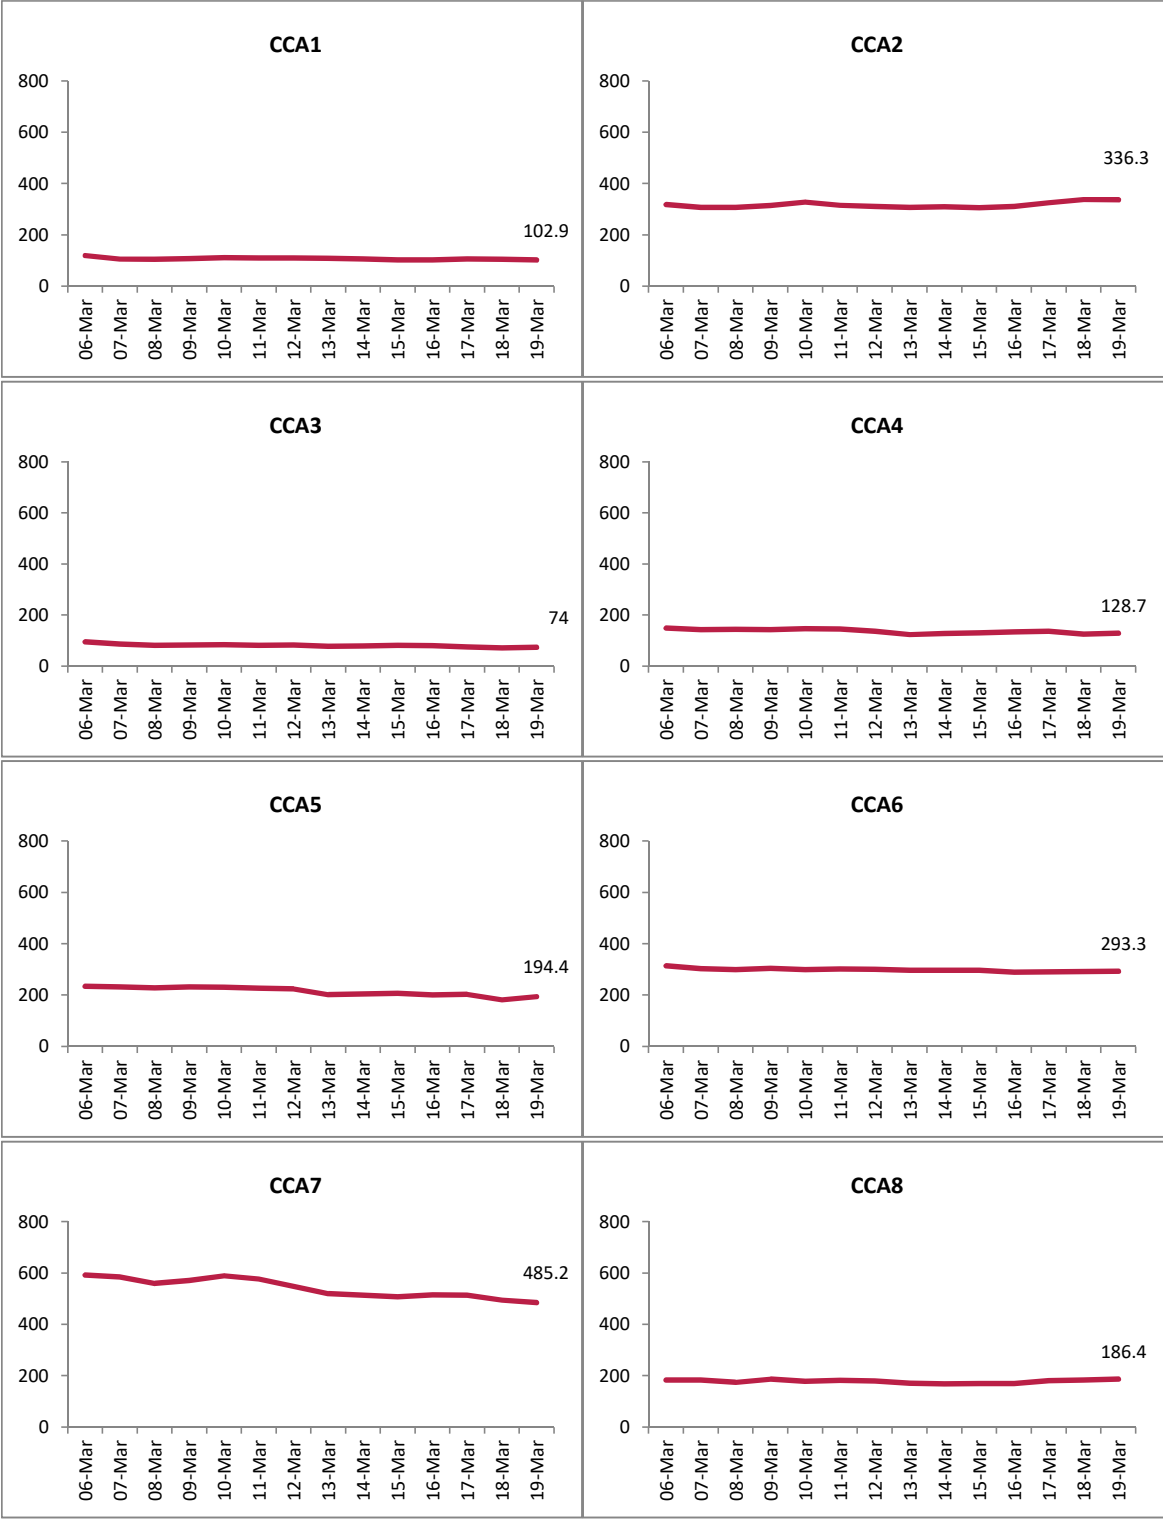 CCA1
800
600
400
200
0
102.9
06-Mar
07-Mar
08-Mar
09-Mar
10-Mar
11-Mar
12-Mar
13-Mar
14-Mar
15-Mar
16-Mar
17-Mar
18-Mar
19-Mar
CCA2
800
600
400
200
0
336.3
06-Mar
07-Mar
08-Mar
09-Mar
10-Mar
11-Mar
12-Mar
13-Mar
14-Mar
15-Mar
16-Mar
17-Mar
18-Mar
19-Mar
CCA3
800
600
400
200
0
74
06-Mar
07-Mar
08-Mar
09-Mar
10-Mar
11-Mar
12-Mar
13-Mar
14-Mar
15-Mar
16-Mar
17-Mar
18-Mar
19-Mar
CCA4
800
600
400
200
0
128.7
06-Mar
07-Mar
08-Mar
09-Mar
10-Mar
11-Mar
12-Mar
13-Mar
14-Mar
15-Mar
16-Mar
17-Mar
18-Mar
19-Mar
CCA5
800
600
400
200
0
194.4
06-Mar
07-Mar
08-Mar
09-Mar
10-Mar
11-Mar
12-Mar
13-Mar
14-Mar
15-Mar
16-Mar
17-Mar
18-Mar
19-Mar
CCA6
800
600
400
200
0
293.3
06-Mar
07-Mar
08-Mar
09-Mar
10-Mar
11-Mar
12-Mar
13-Mar
14-Mar
15-Mar
16-Mar
17-Mar
18-Mar
19-Mar
CCA7
800
600
400
200
0
485.2
06-Mar
07-Mar
08-Mar
09-Mar
10-Mar
11-Mar
12-Mar
13-Mar
14-Mar
15-Mar
16-Mar
17-Mar
18-Mar
19-Mar
CCA8
800
600
400
200
0
186.4
06-Mar
07-Mar
08-Mar
09-Mar
10-Mar
11-Mar
12-Mar
13-Mar
14-Mar
15-Mar
16-Mar
17-Mar
18-Mar
19-Mar